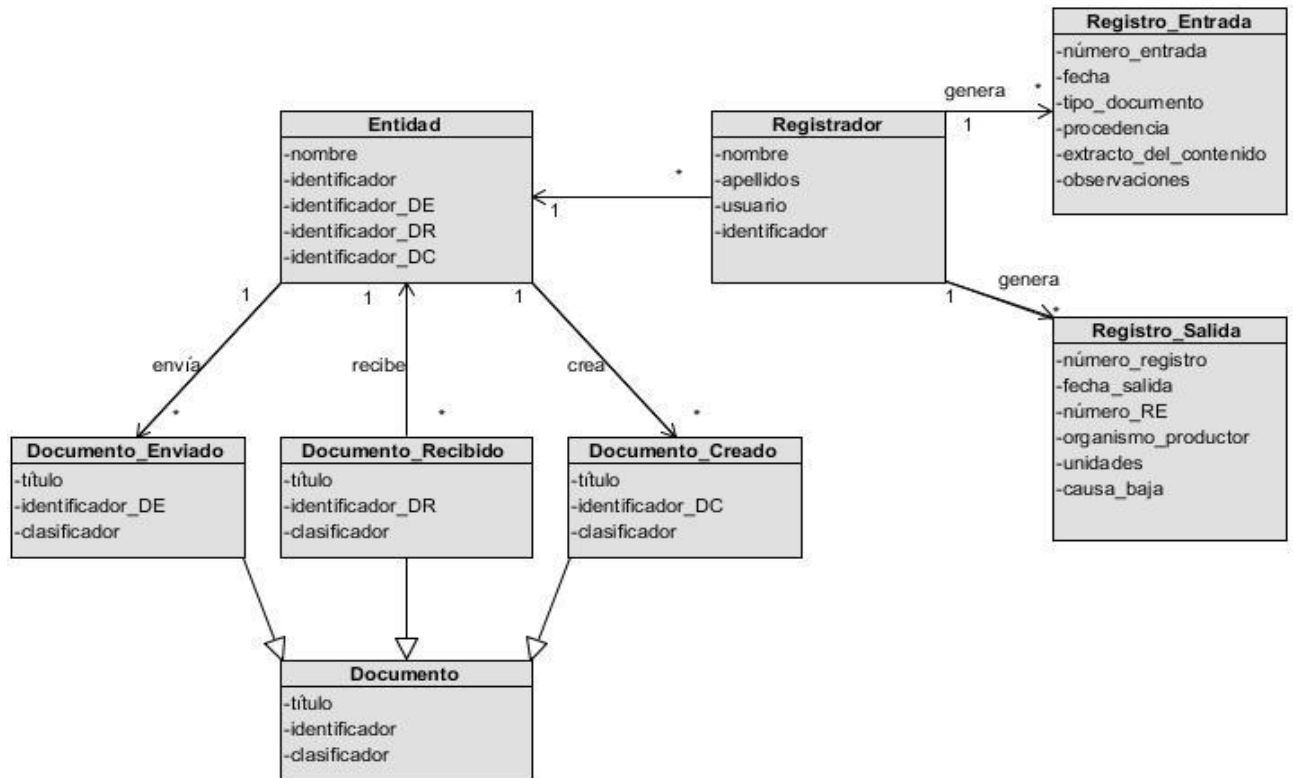 Registro_Entrada
-número_entrada
-fecha
-tipo_documento
-procedencia
-extracto_del_contenido
-observaciones
genera
*
1
Entidad
-nombre
-identificador
-identificador_DE
-identificador_DR
-identificador_DC
Registrador
-nombre
-apellidos
-usuario
-identificador
*
1
genera
1
*
Registro_Salida
-número_registro
-fecha_salida
-número_RE
-organismo_productor
-unidades
-causa_baja
1
1
1
envía
recibe
crea
*
*
*
Documento_Enviado
-título
-identificador_DE
-clasificador
Documento_Recibido
-título
-identificador_DR
-clasificador
Documento_Creado
-título
-identificador_DC
-clasificador
Documento
-título
-identificador
-clasificador